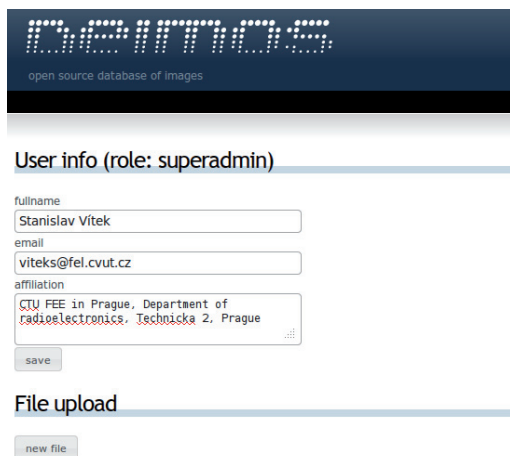 Deimos
open source database of images
User info (role: superadmin)
fullname
Stanislav Vítek
email
viteks@fel.cvut.cz
affiliation
CTU FEE in Prague, Department of
radioelectronics, Technicka 2, Prague
save
File upload
new file